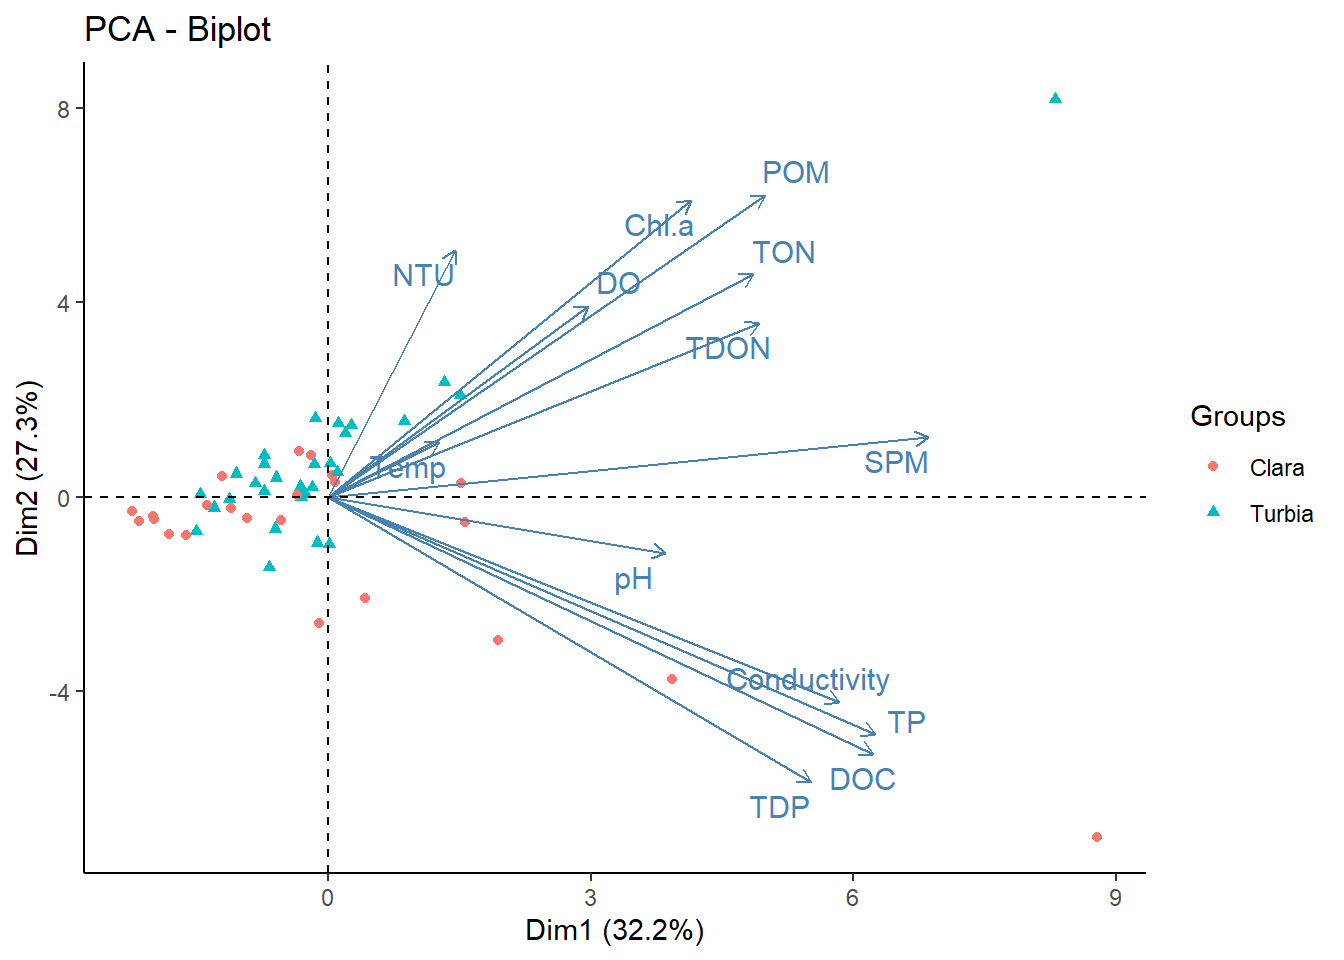 PCA - Biplot
8
4
0
-4
Dim2 (27.3%)
POM
Chl.a
TON
NTU
DO
TDON
Temp
SPM
pH
Conductivity
TP
DOC
TDP
0
3
6
9
Dim1 (32.2%)
Groups
Clara
Turbia